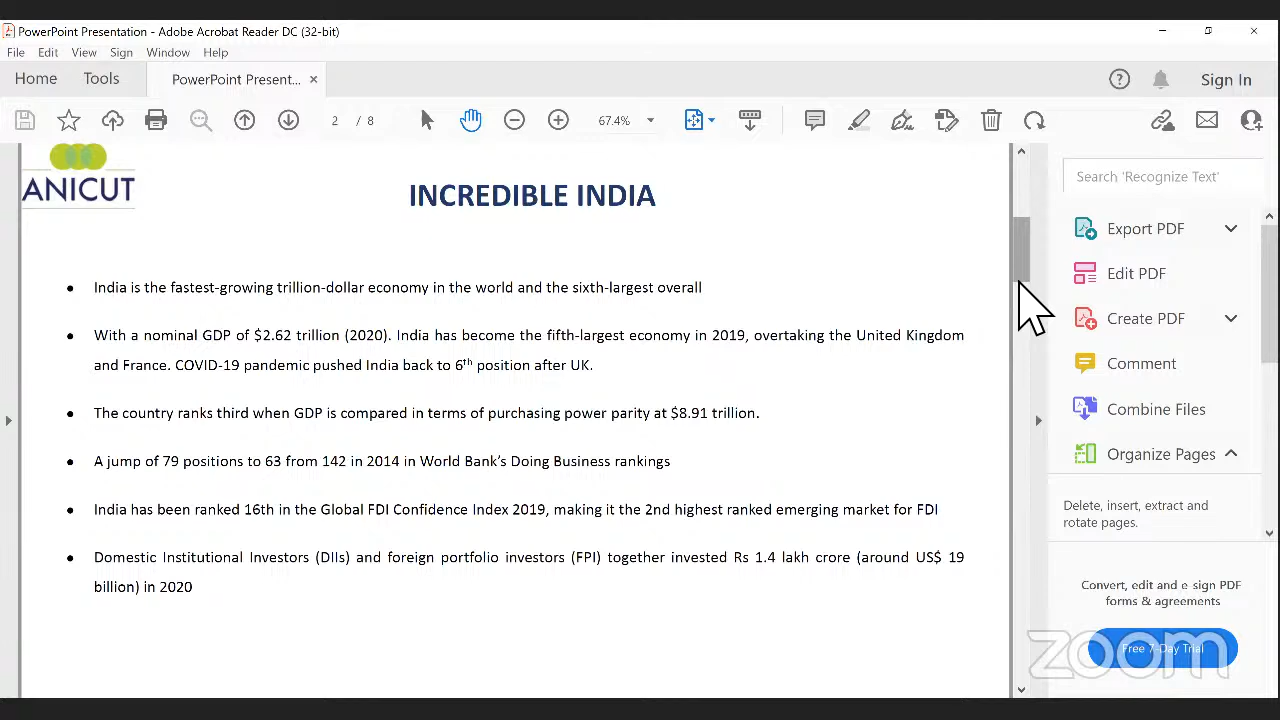 PowerPoint Presentation - Adobe Acrobat Reader DC (32-bit)
File Edit View Sign Window Help
Home Tools PowerPoint Present... × Sign In
2 / 8 67.4%
ANICUT
INCREDIBLE INDIA
• India is the fastest-growing trillion-dollar economy in the world and the sixth-largest overall
• With a nominal GDP of $2.62 trillion (2020). India has become the fifth-largest economy in 2019, overtaking the United Kingdom
and France. COVID-19 pandemic pushed India back to 6th position after UK.
• The country ranks third when GDP is compared in terms of purchasing power parity at $8.91 trillion.
• A jump of 79 positions to 63 from 142 in 2014 in World Bank's Doing Business rankings
• India has been ranked 16th in the Global FDI Confidence Index 2019, making it the 2nd highest ranked emerging market for FDI
• Domestic Institutional Investors (DIIs) and foreign portfolio investors (FPI) together invested Rs 1.4 lakh crore (around US$ 19
billion) in 2020
Search 'Recognize Text'
Export PDF
Edit PDF
Create PDF
Comment
Combine Files
Organize Pages
Delete, insert, extract and
rotate pages.
Convert, edit and e-sign PDF
forms & agreements
Free 7-Day Trial
zoom